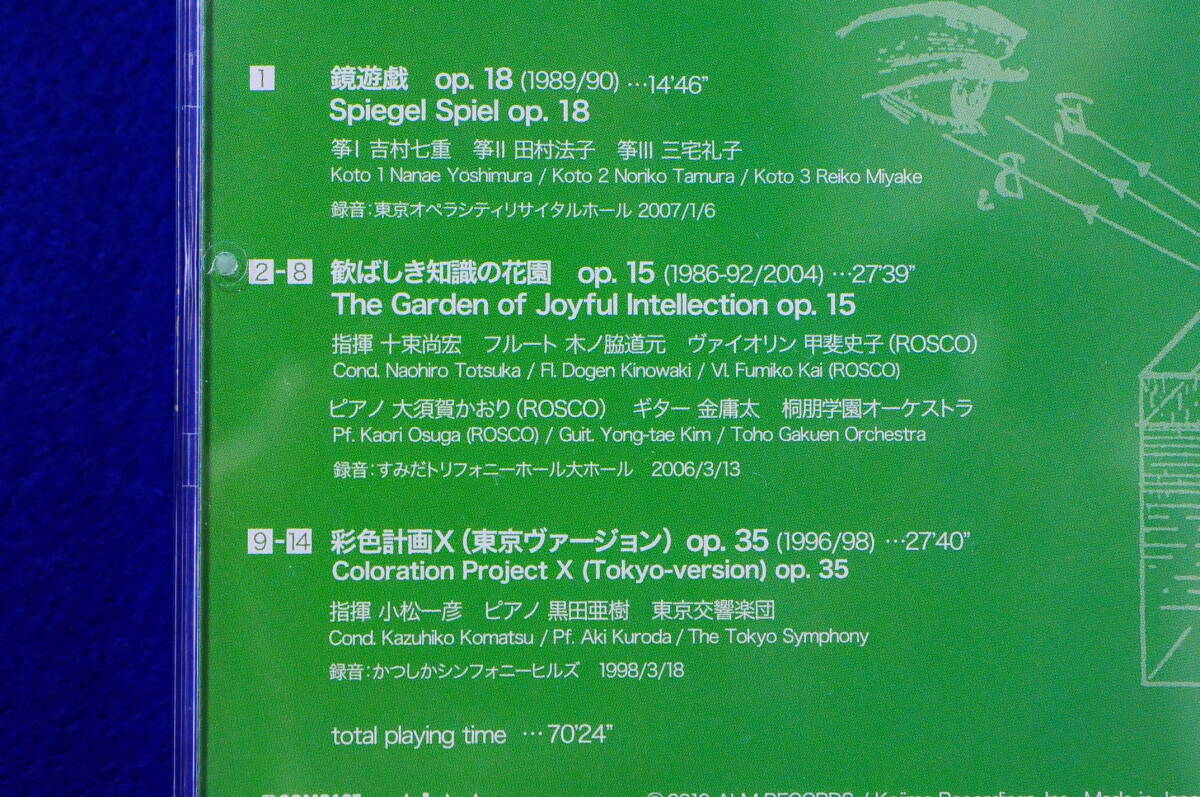 1 鏡遊戯 op. 18 (1989/90) …14'46"
Spiegel Spiel op. 18
箏I 吉村七重 箏II 田村法子 箏III 三宅礼子
Koto 1 Nanae Yoshimura / Koto 2 Noriko Tamura / Koto 3 Reiko Miyake
録音：東京オペラシティリサイタルホール 2007/1/6
2-8 歓ばしき知識の花園 op. 15 (1986-92/2004) …27'39"
The Garden of Joyful Intellection op. 15
指揮 十束尚宏 フルート 木ノ脇道元 ヴァイオリン 甲斐史子(ROSCO)
Cond. Naohiro Totsuka / Fl. Dogen Kinowaki / Vl. Fumiko Kai (ROSCO)
ピアノ 大須賀かおり(ROSCO) ギター 金庸太 桐朋学園オーケストラ
Pf. Kaori Osuga (ROSCO) / Guit. Yong-tae Kim / Toho Gakuen Orchestra
録音：すみだトリフォニーホール大ホール 2006/3/13
9-14 彩色計画X（東京ヴァージョン）op. 35 (1996/98) …27'40"
Coloration Project X (Tokyo-version) op. 35
指揮 小松一彦 ピアノ 黒田亜樹 東京交響楽団
Cond. Kazuhiko Komatsu / Pf. Aki Kuroda / The Tokyo Symphony
録音：かつしかシンフォニーヒルズ 1998/3/18
total playing time …70'24"